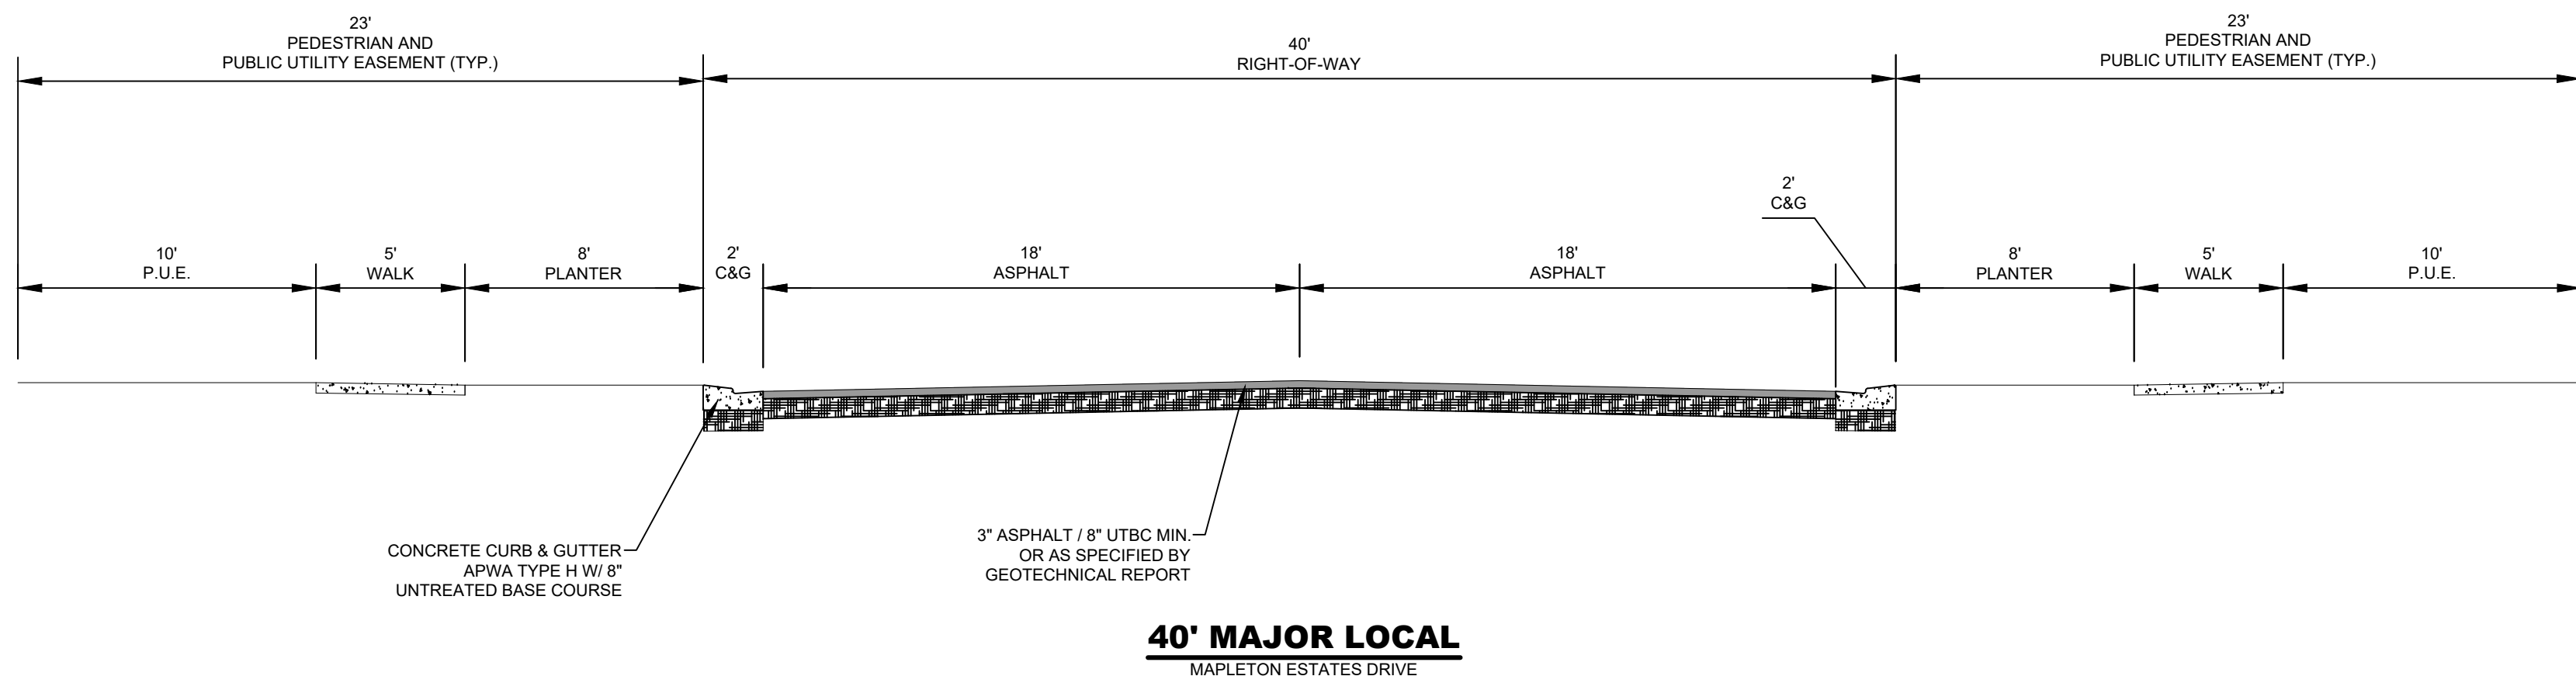 23'
PEDESTRIAN AND
PUBLIC UTILITY EASEMENT (TYP.)
40'
RIGHT-OF-WAY
23'
PEDESTRIAN AND
PUBLIC UTILITY EASEMENT (TYP.)
2'
C&G
10'
P.U.E.
5'
WALK
8'
PLANTER
2'
C&G
18'
ASPHALT
18'
ASPHALT
8'
PLANTER
5'
WALK
10'
P.U.E.
CONCRETE CURB & GUTTER
APWA TYPE H W/ 8"
UNTREATED BASE COURSE
3" ASPHALT / 8" UTBC MIN.
OR AS SPECIFIED BY
GEOTECHNICAL REPORT
40' MAJOR LOCAL
MAPLETON ESTATES DRIVE